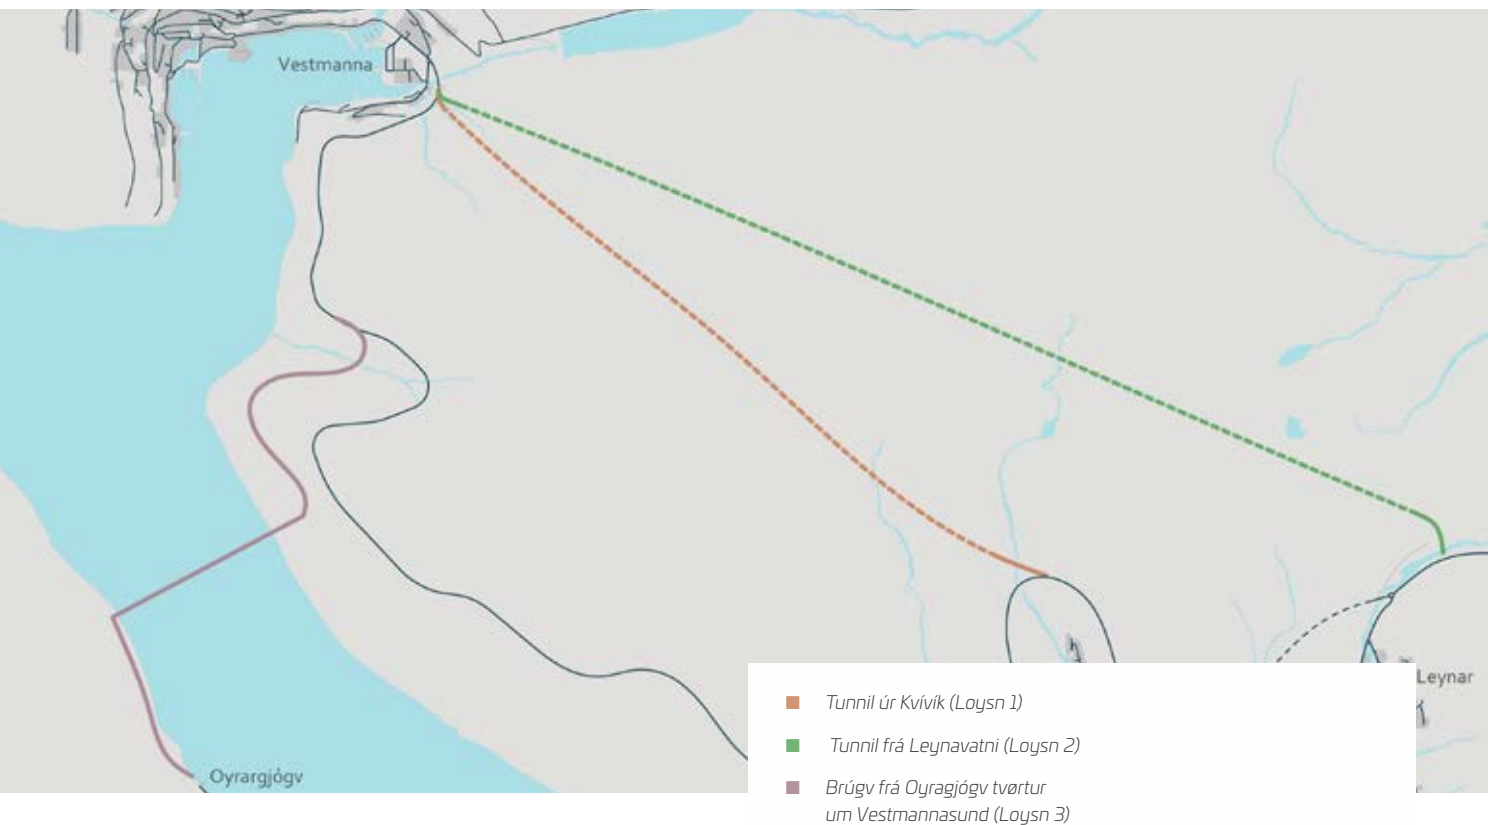 Vestmanna
Leynar
Oyrargjógv
Tunnil úr Kvívík (Loysn 1)
Tunnil frá Leynavatni (Loysn 2)
Brúgv frá Oyragjógv tvørtur
um Vestmannasund (Loysn 3)